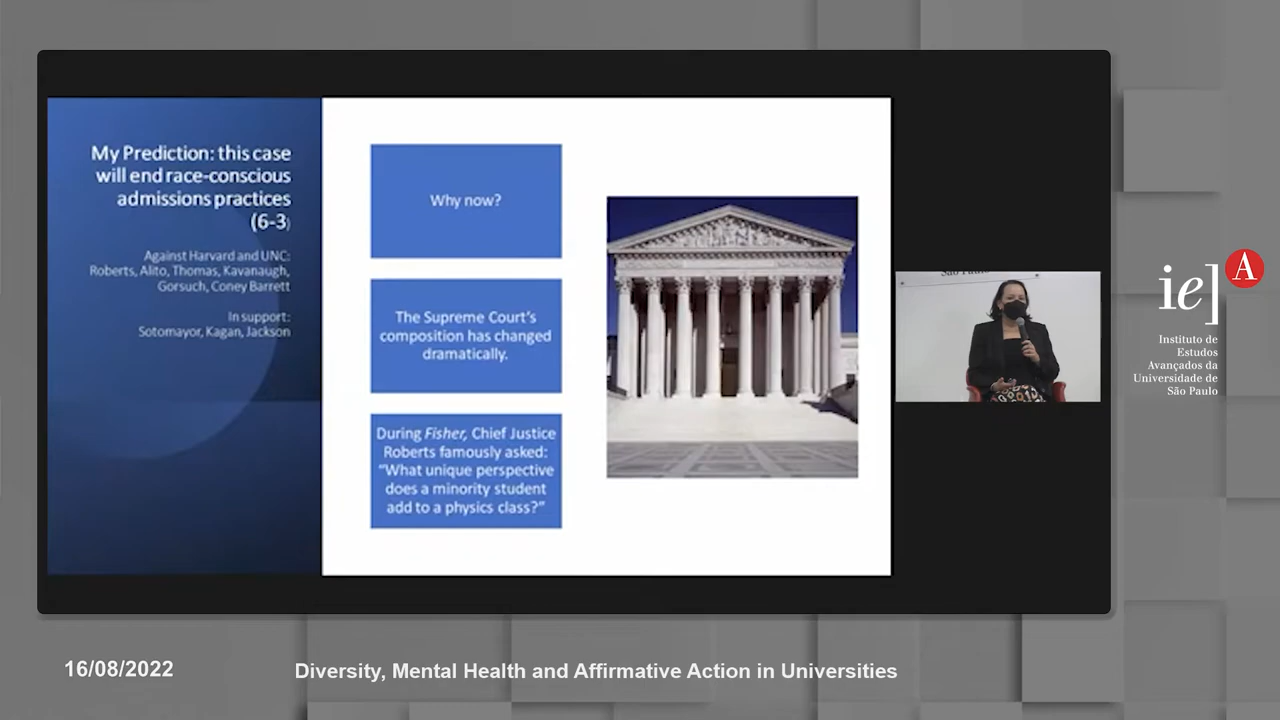 My Prediction: this case
will end race-conscious
admissions practices
(6-3)
Against Harvard and UNC:
Roberts, Alito, Thomas, Kavanaugh,
Gorsuch, Coney Barrett
In support:
Sotomayor, Kagan, Jackson
Why now?
The Supreme Court's
composition has changed
dramatically.
During Fisher, Chief Justice
Roberts famously asked:
“What unique perspective
does a minority student
add to a physics class?”
São Paulo
ie] A
Instituto de
Estudos
Avançados da
Universidade de
São Paulo
16/08/2022
Diversity, Mental Health and Affirmative Action in Universities